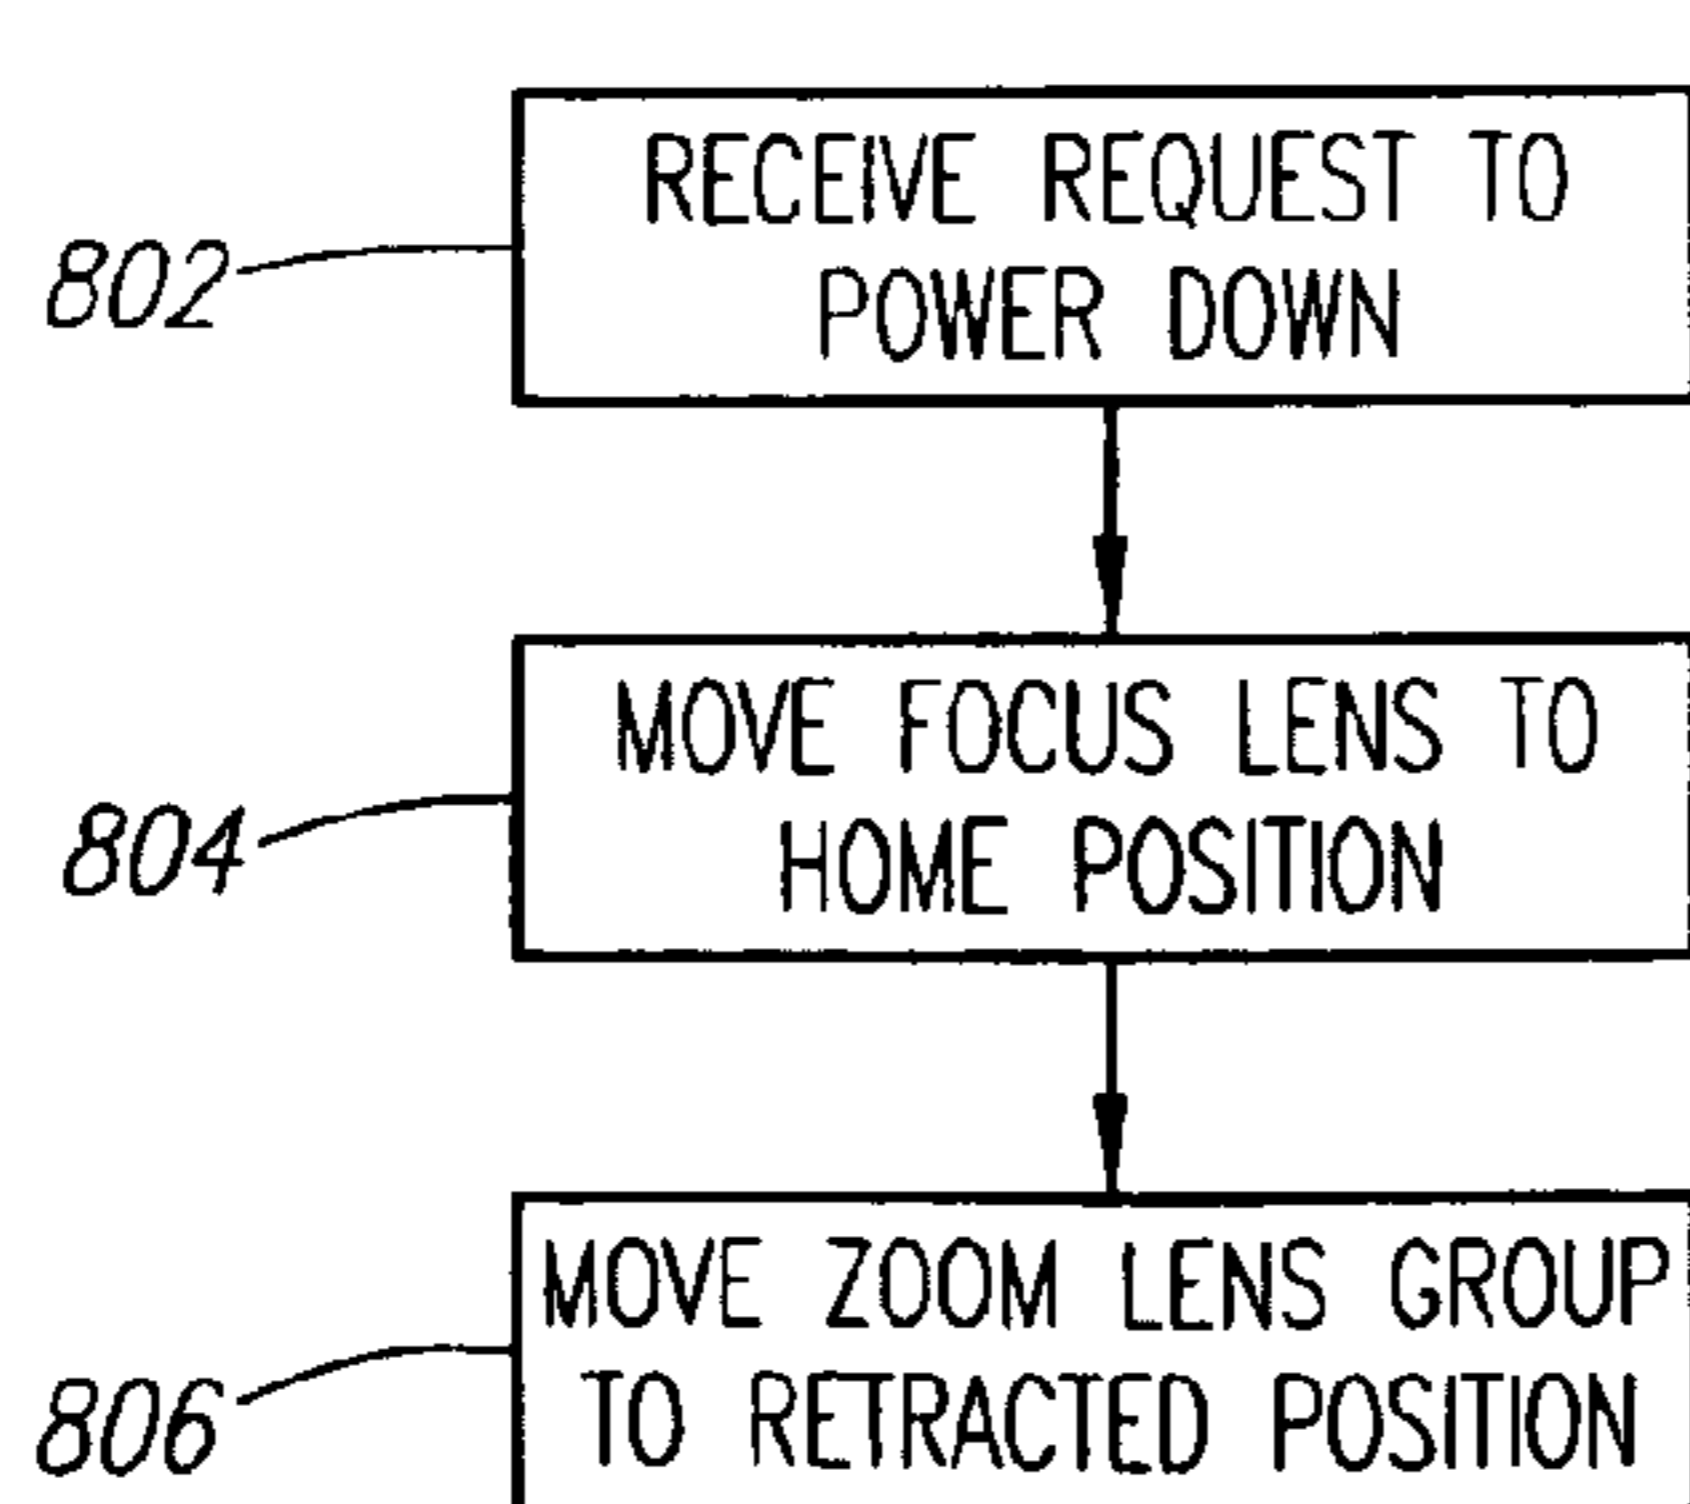 802
RECEIVE REQUEST TO
POWER DOWN
804
MOVE FOCUS LENS TO
HOME POSITION
806
MOVE ZOOM LENS GROUP
TO RETRACTED POSITION